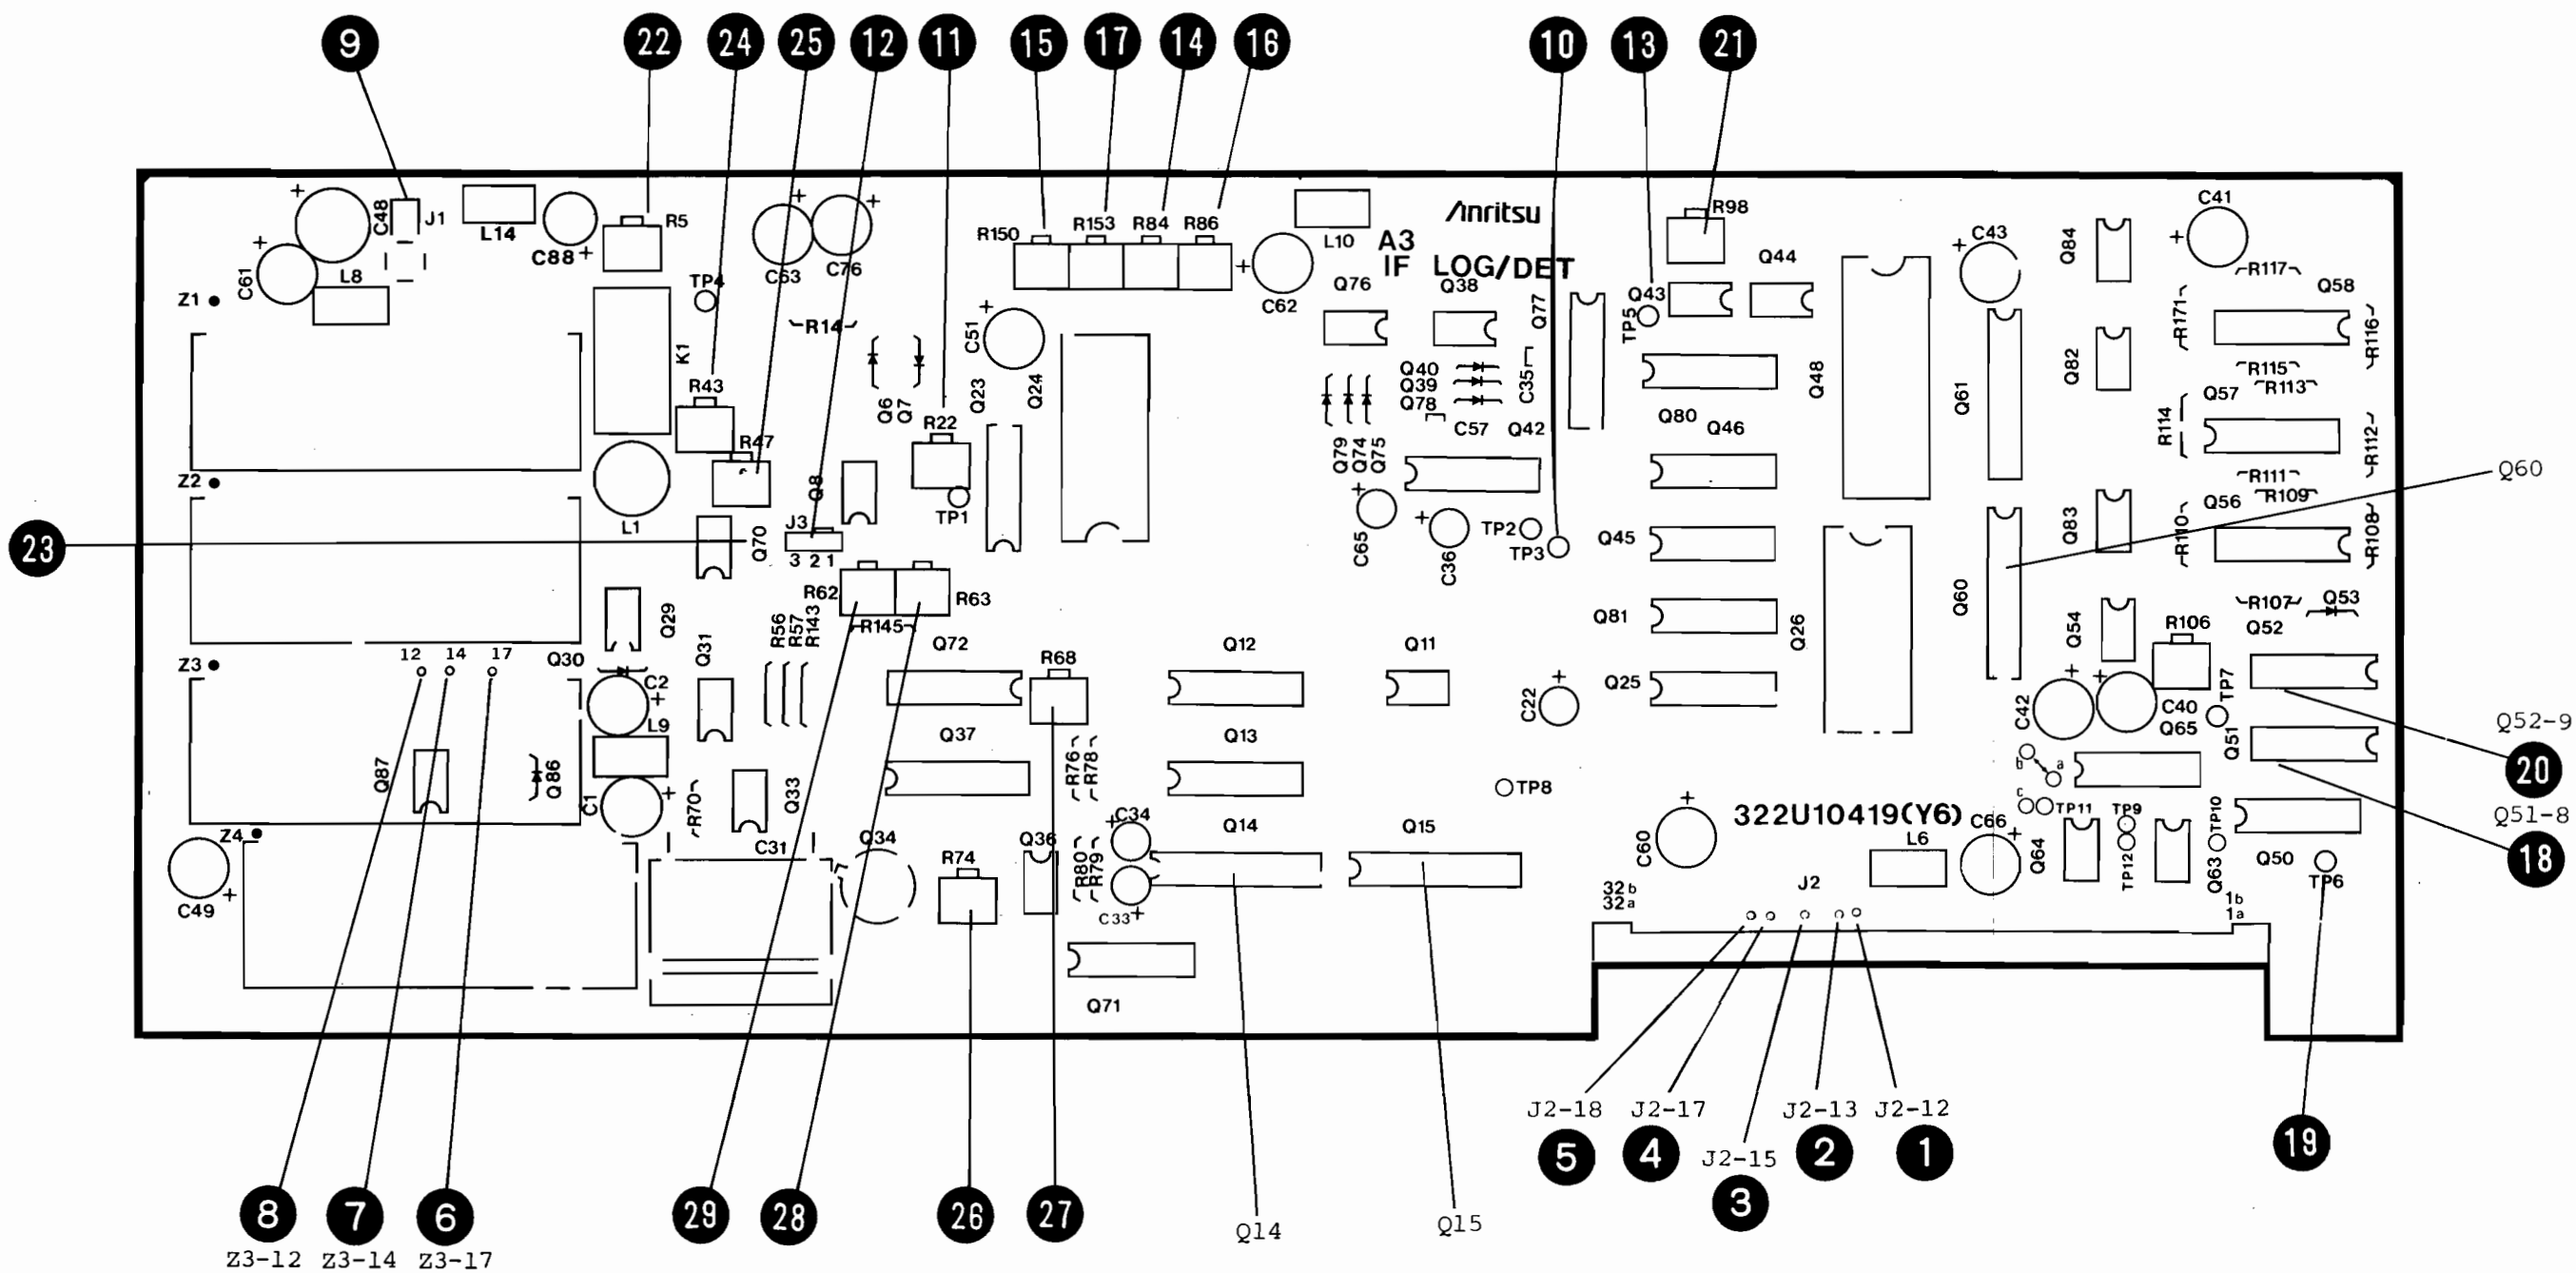 9 22 24 25 12 11 15 17 14 16 10 13 21
C48
J1
L14
C88 +
R5
C61
L8
C63
C76
TP4
R14
K1
R43
R47
L1
Q6
Q7
Q8
R22
TP1
C51
Q23
Q24
R150
R153
R84
R86
C62
L10
Anritsu
A3
IF LOG/DET
Q76
Q38
Q77
Q40
Q39
Q78
C35
C57
Q42
Q79
Q74
Q75
C65
C36
TP2
TP3
TP5
Q43
R98
Q44
Q80
Q46
Q45
Q81
Q25
Q48
Q26
C43
Q61
Q60
Q84
Q82
Q83
C41
R117
Q58
R171
R116
R115
R113
Q57
R114
R112
R111
R109
Q56
R110
R108
R107
Q53
Q52
Q54
R106
Q60
Z1
Z2
Z3
Z4
23
Q70
J3
3 2 1
R62
R63
R145
Q29
Q30
Q31
R56
R57
R143
Q72
Q37
R68
Q12
Q13
Q14
Q11
Q15
C22
TP8
12 14 17
C2
L9
C1
Q87
Q86
R70
Q33
C31
Q34
R74
Q36
R76
R78
R80
R79
C34
C33
Q71
C49
C60
322U10419(Y6)
L6
C66
C42
C40
Q65
TP7
Q51
b
a
c
TP11
TP9
TP12
TP10
Q64
Q63
Q50
TP6
32b
32a
J2
1b
1a
Q52-9
20
Q51-8
18
J2-18 J2-17 J2-13 J2-12
5 4 2 1
J2-15
3
19
8 7 6 29 28 26 27
Z3-12 Z3-14 Z3-17
Q14
Q15